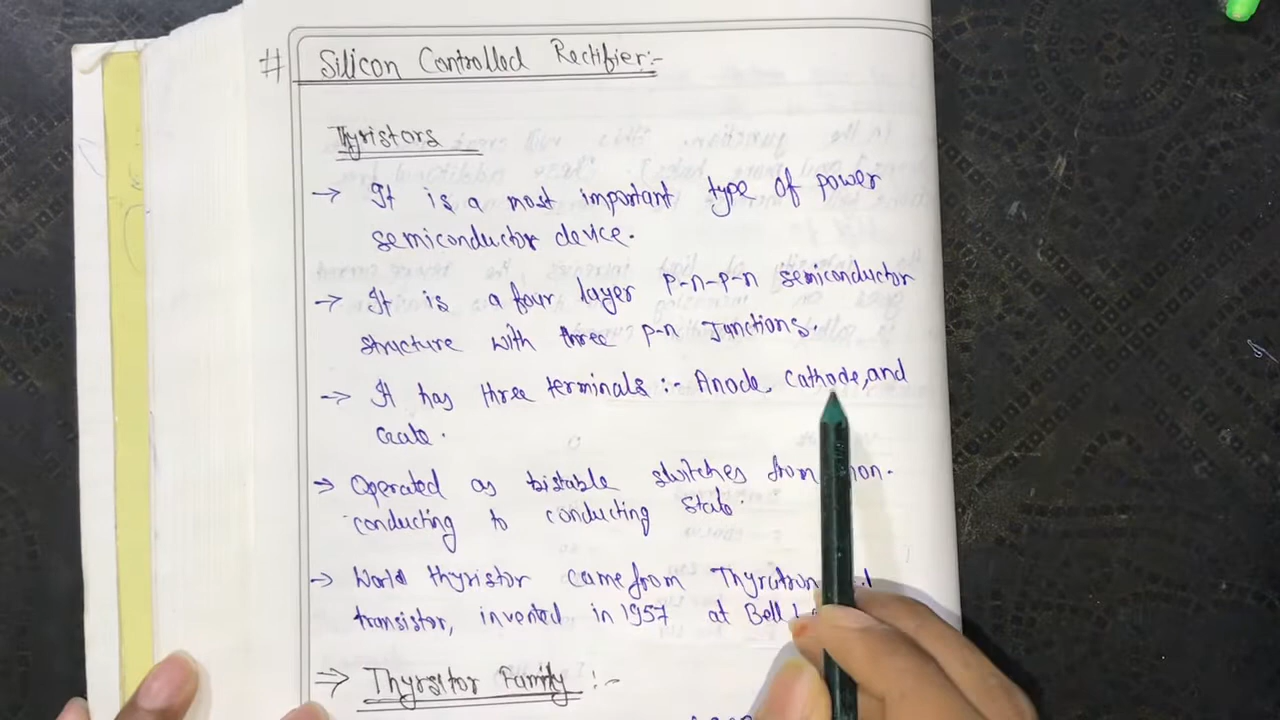 # Silicon Controlled Rectifier:-
Thyristors
→ It is a most important type of power
semiconductor device.
→ It is a four layer p-n-p-n semiconductor
structure with three p-n Junctions.
→ It has three terminals :- Anode, Cathode, and
Gate.
→ Operated as bistable switches from non-
conducting to conducting state.
→ World thyristor came from Thyratron
transistor, invented in 1957 at Bell
→ Thyrsitor Family :-